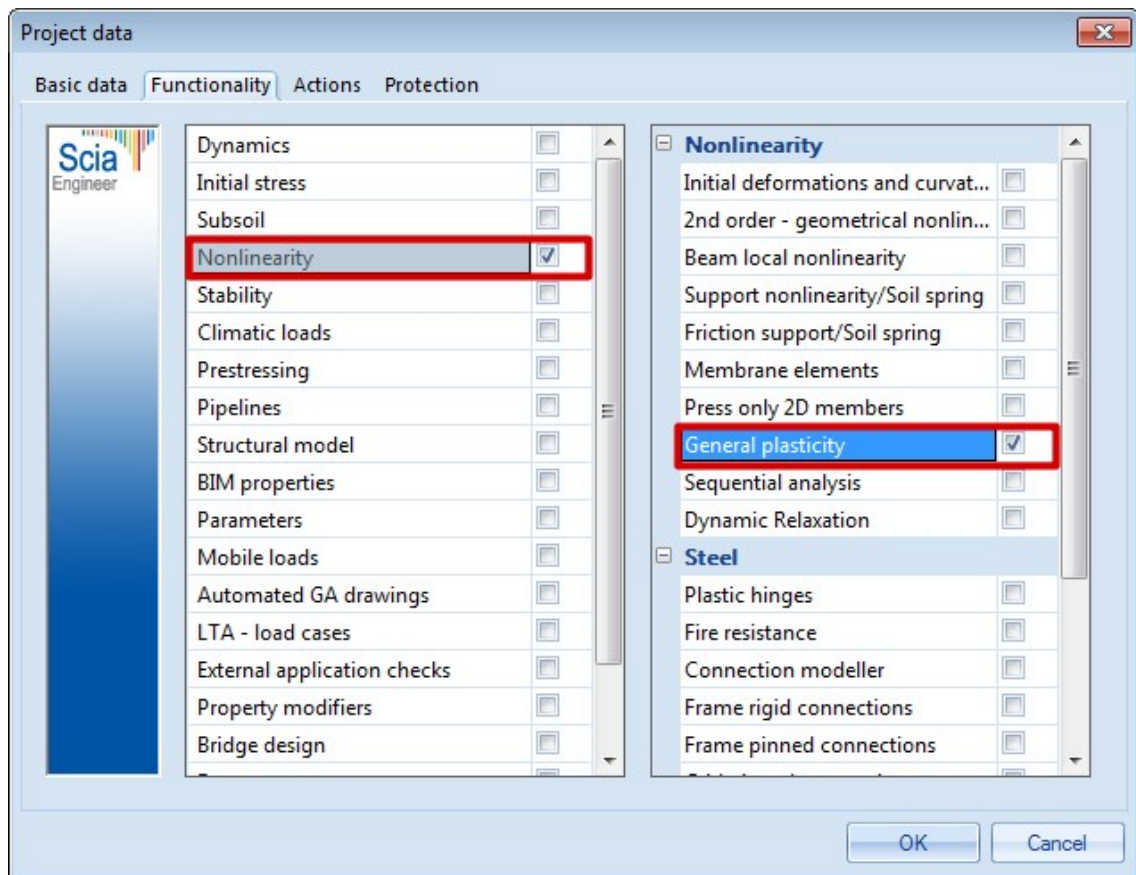 Project data
Basic data Functionality Actions Protection
Scia
Engineer
Dynamics
Initial stress
Subsoil
Nonlinearity
Stability
Climatic loads
Prestressing
Pipelines
Structural model
BIM properties
Parameters
Mobile loads
Automated GA drawings
LTA - load cases
External application checks
Property modifiers
Bridge design
Nonlinearity
Initial deformations and curvat...
2nd order - geometrical nonlin...
Beam local nonlinearity
Support nonlinearity/Soil spring
Friction support/Soil spring
Membrane elements
Press only 2D members
General plasticity
Sequential analysis
Dynamic Relaxation
Steel
Plastic hinges
Fire resistance
Connection modeller
Frame rigid connections
Frame pinned connections
OK Cancel